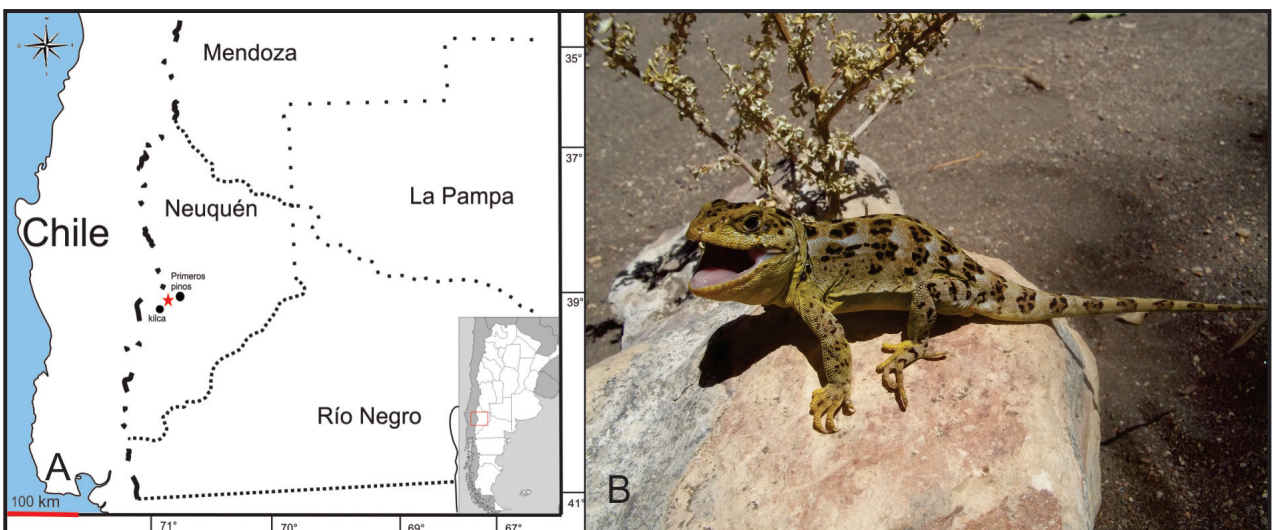 Mendoza
35°
37°
Neuquén
La Pampa
Chile
Primeros
pinos
39°
kilca
Río Negro
A
B
100 km
41°
71°
70°
69°
67°